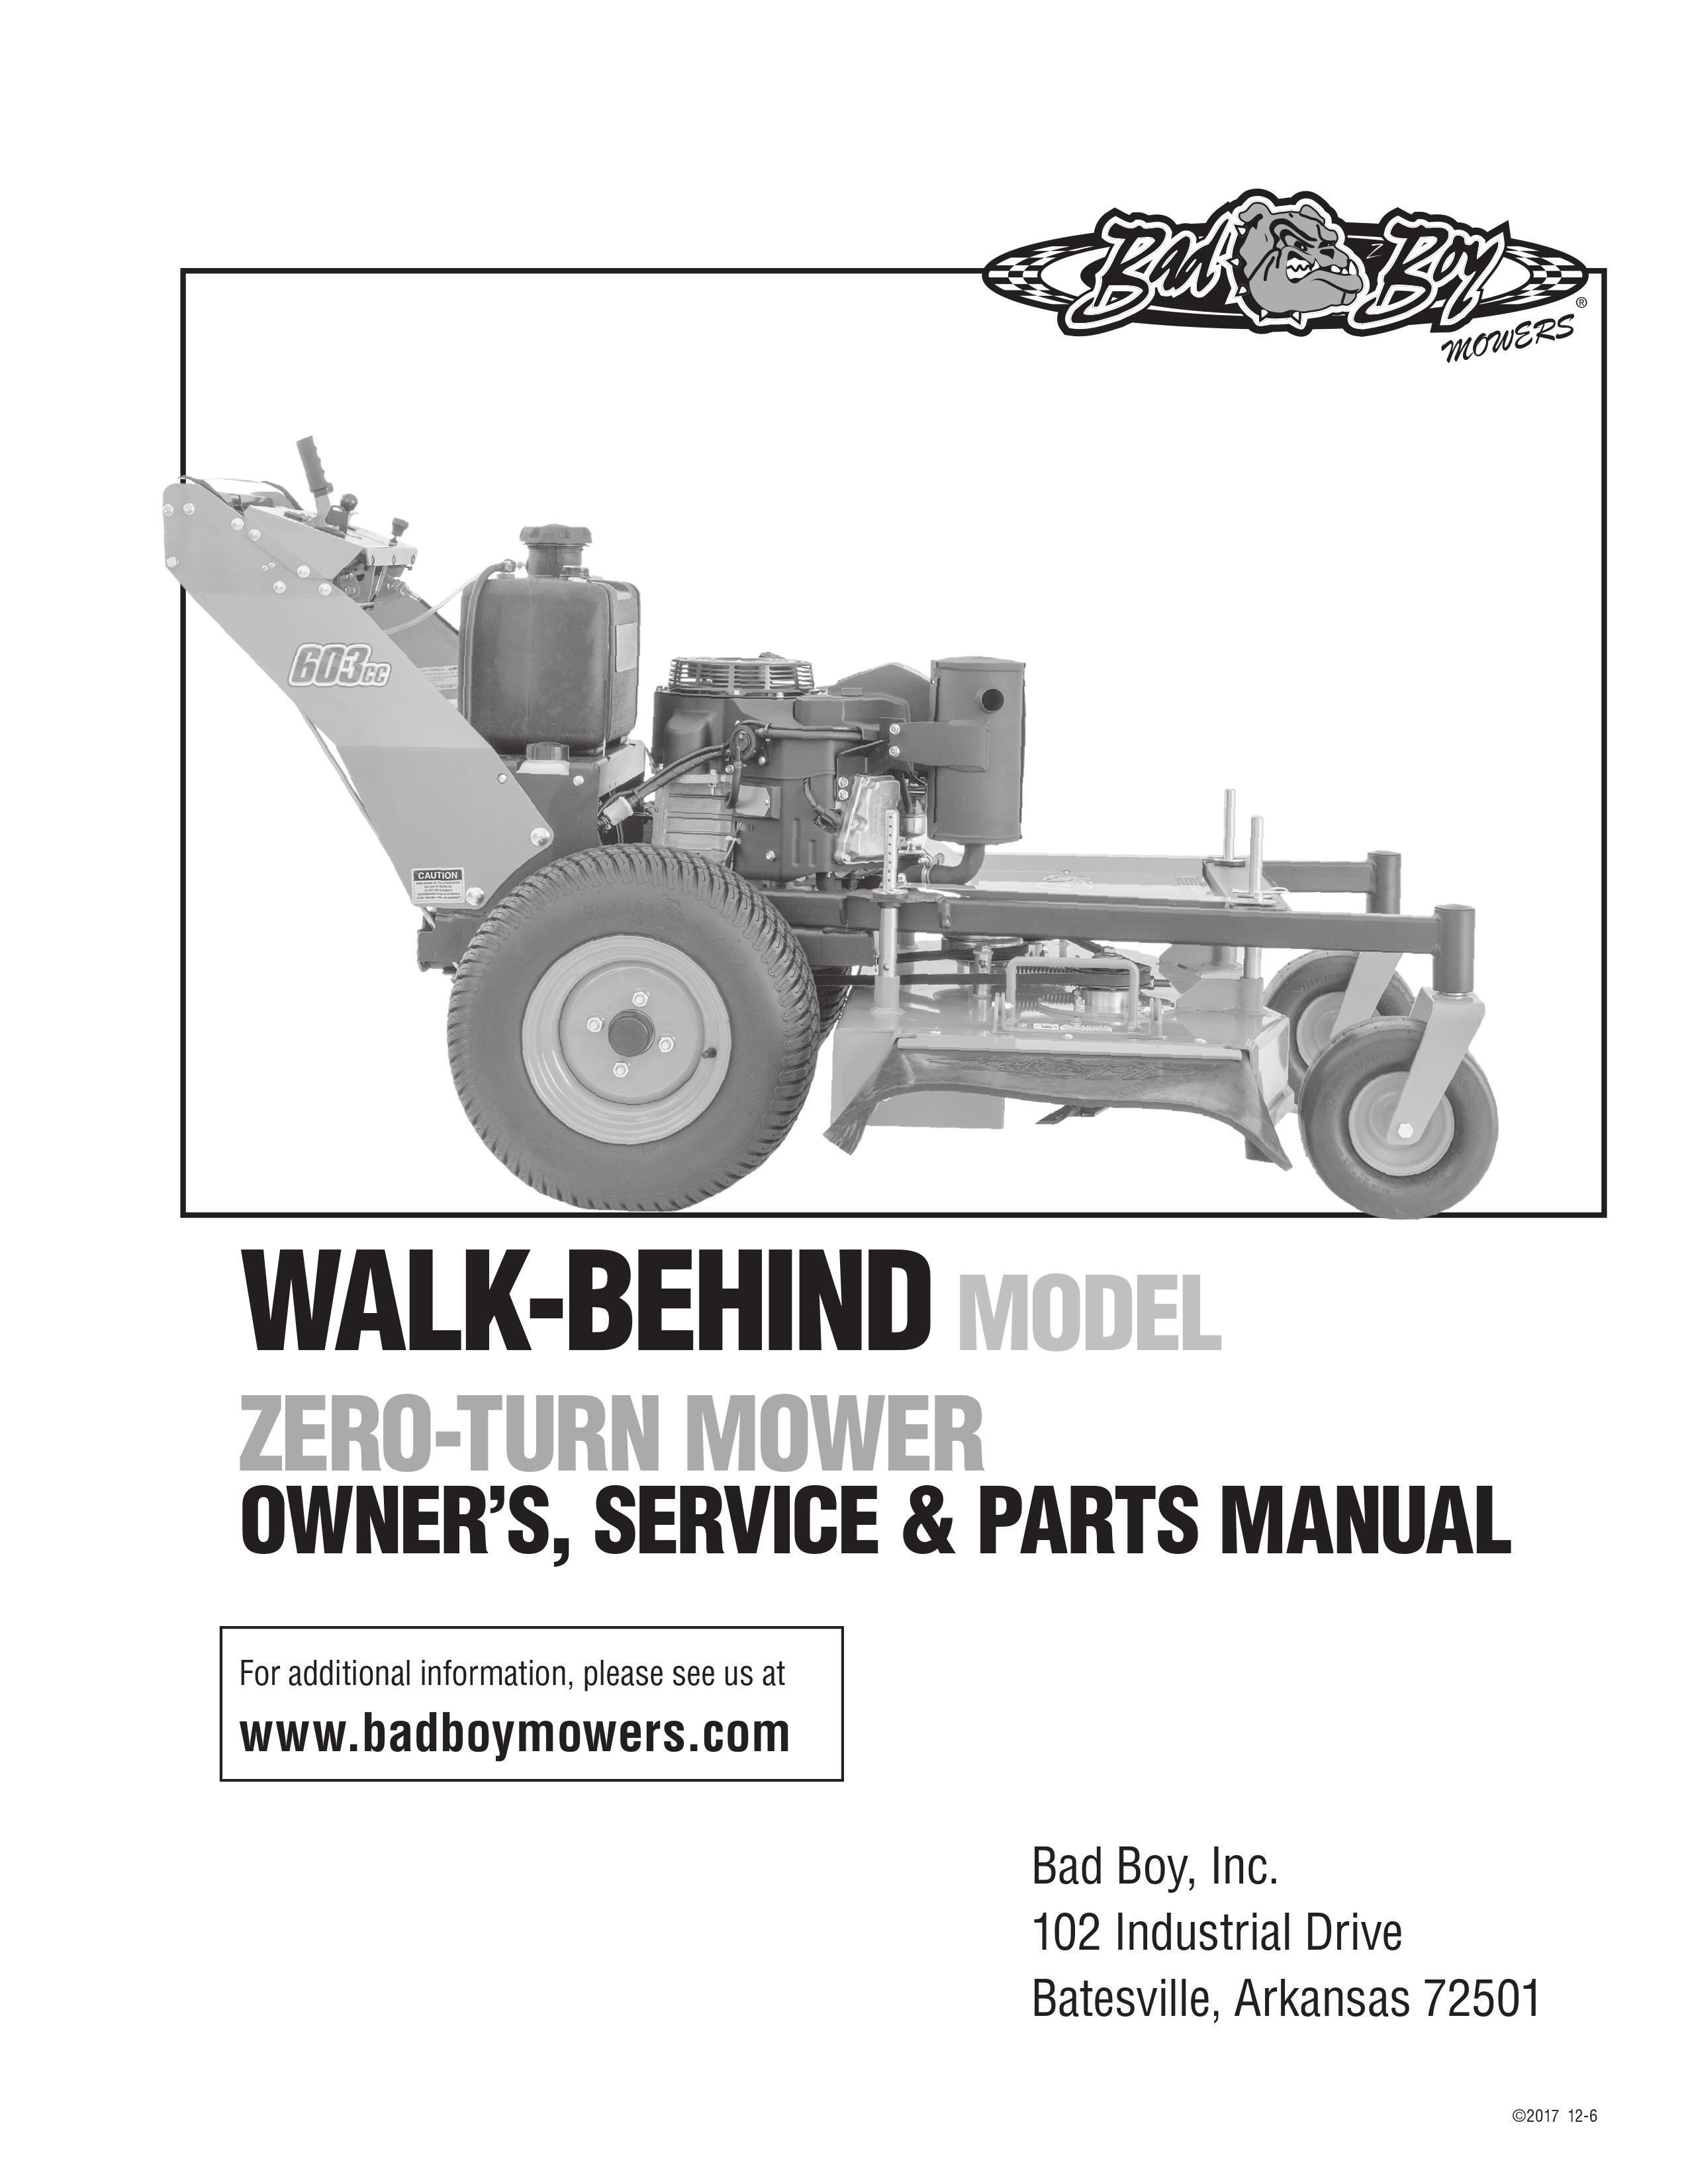 Bad Boy
MOWERS®
603cc
CAUTION
WALK-BEHIND MODEL
ZERO-TURN MOWER
OWNER'S, SERVICE & PARTS MANUAL
For additional information, please see us at
www.badboymowers.com
Bad Boy, Inc.
102 Industrial Drive
Batesville, Arkansas 72501
©2017 12-6